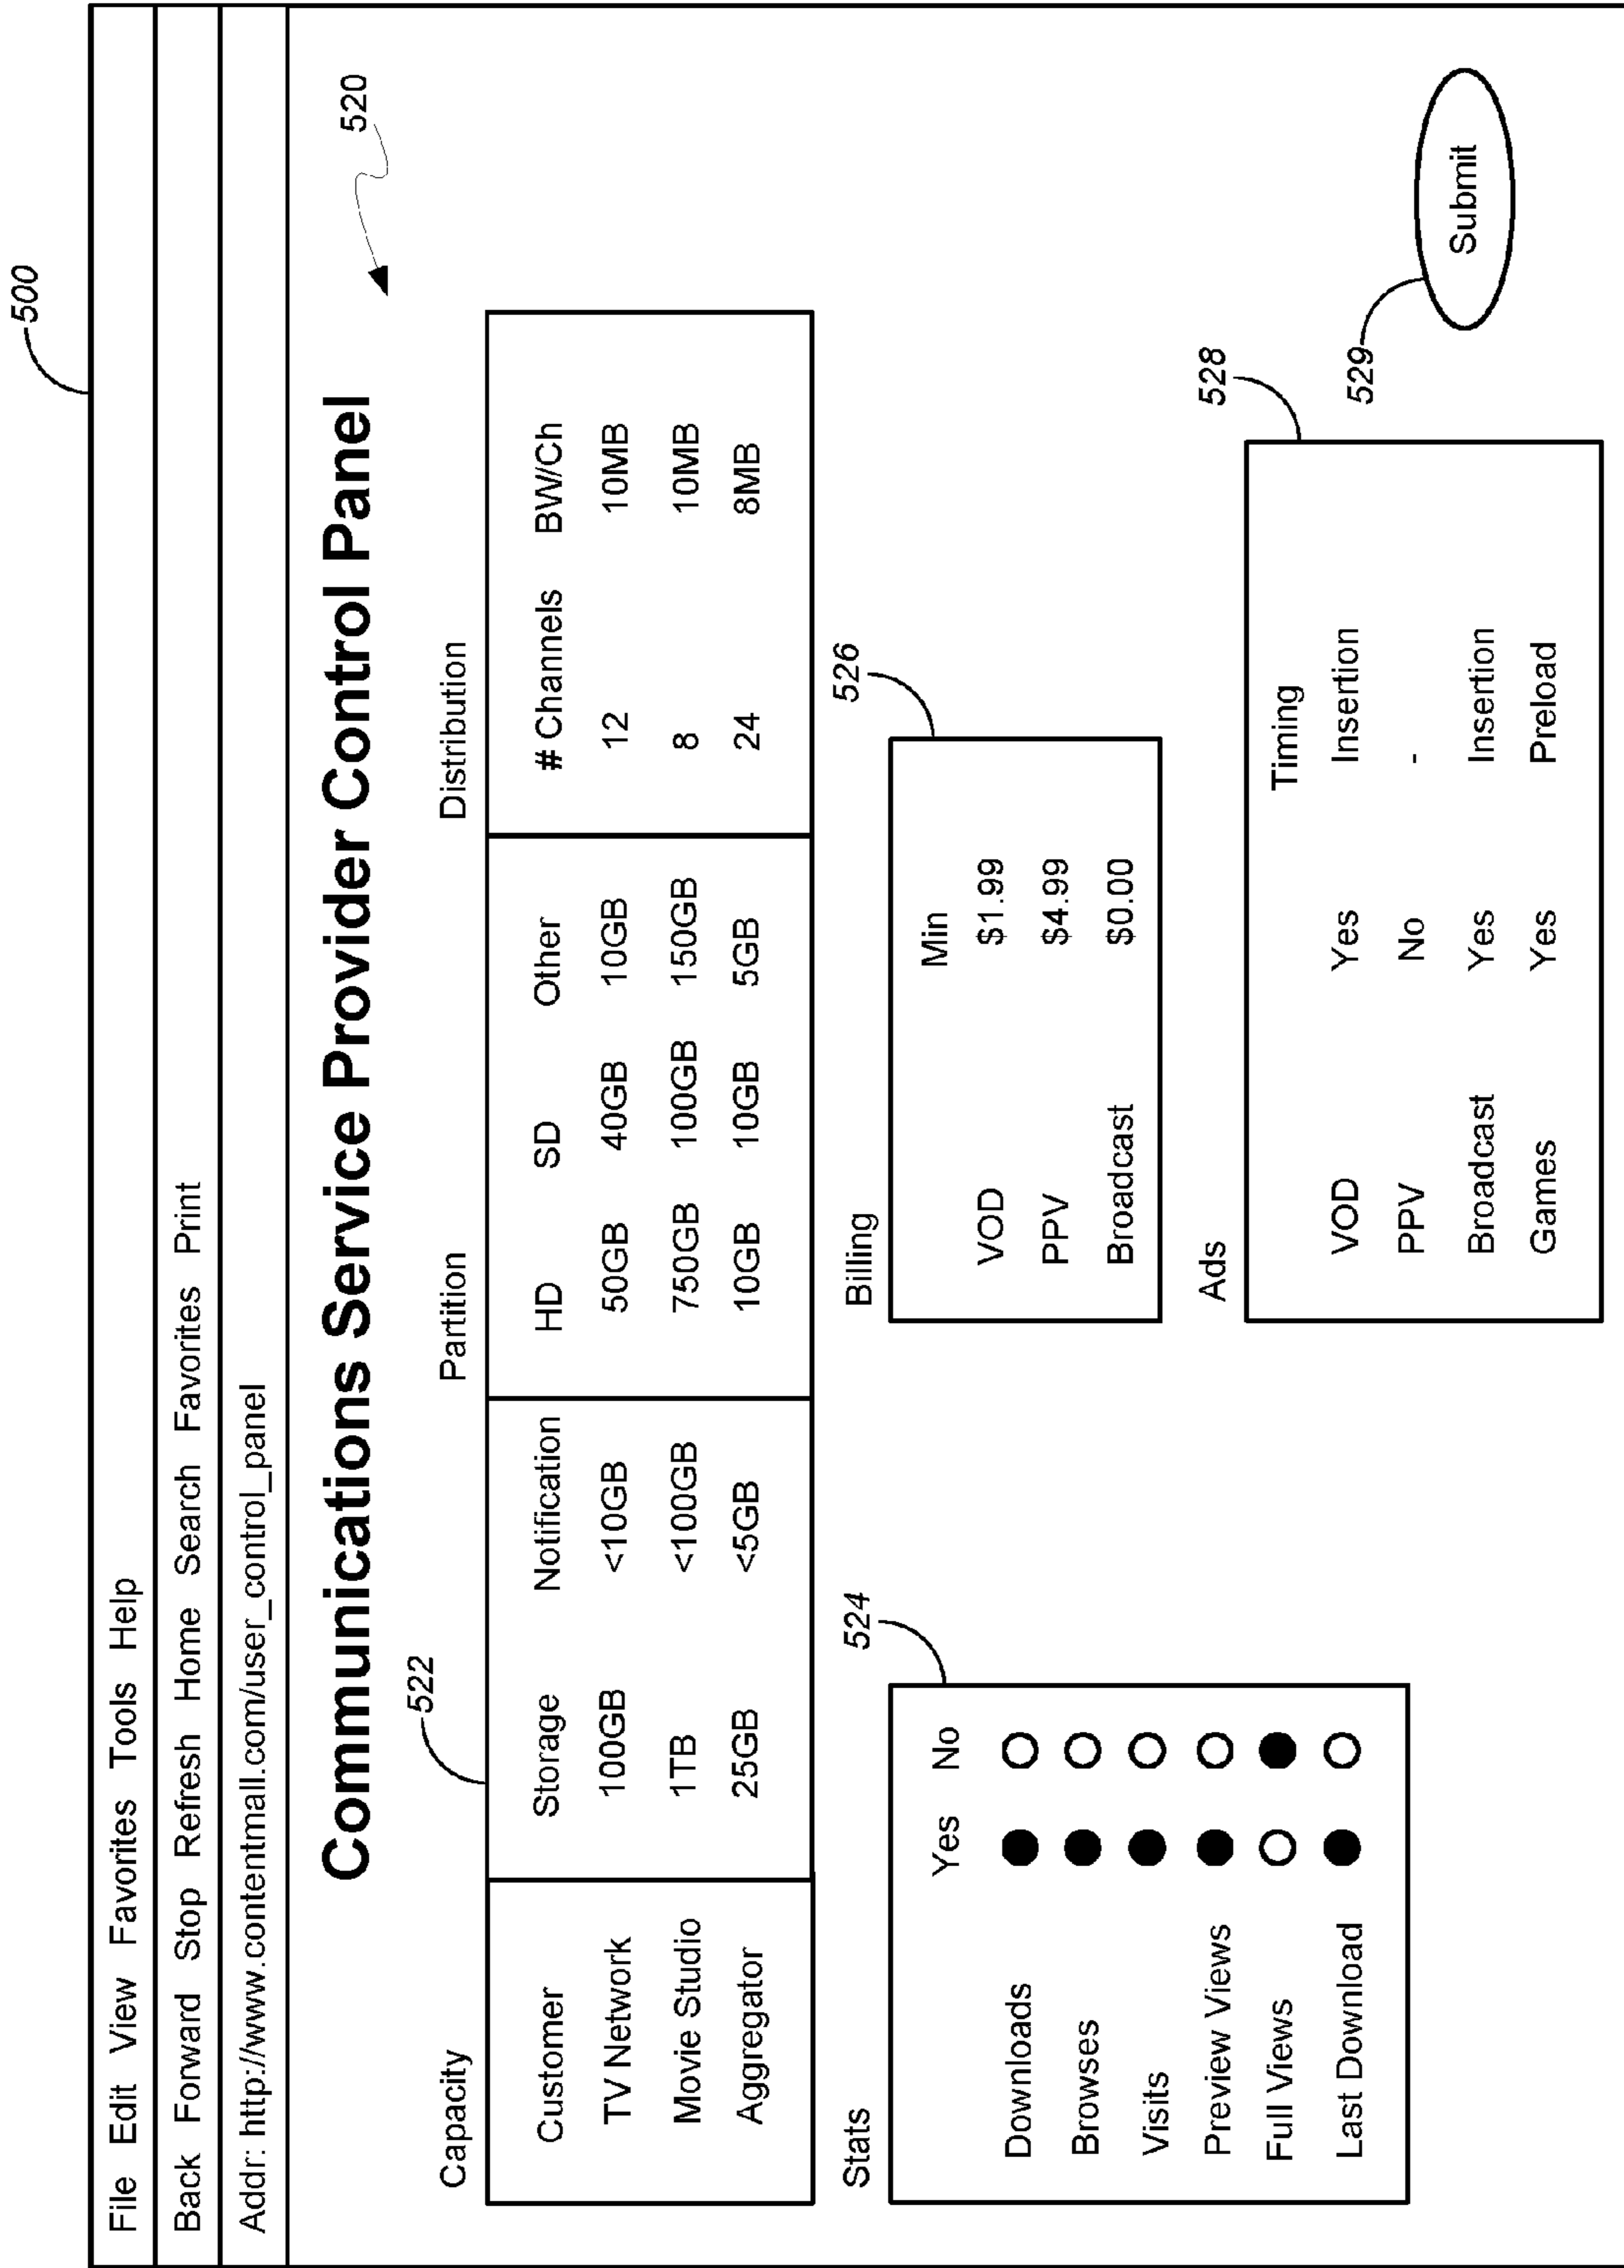 500
File Edit View Favorites Tools Help
Back Forward Stop Refresh Home Search Favorites Print
Addr: http://www.contentmall.com/user_control_panel
Communications Service Provider Control Panel
520
522
Capacity Partition Distribution
Customer Storage Notification HD SD Other # Channels BW/Ch
TV Network 100GB <10GB 50GB 40GB 10GB 12 10MB
Movie Studio 1TB <100GB 750GB 100GB 150GB 8 10MB
Aggregator 25GB <5GB 10GB 10GB 5GB 24 8MB
Stats
524
Yes No
Downloads
Browses
Visits
Preview Views
Full Views
Last Download
Billing
526
Min
VOD $1.99
PPV $4.99
Broadcast $0.00
Ads
528
Timing
VOD Yes Insertion
PPV No -
Broadcast Yes Insertion
Games Yes Preload
529
Submit